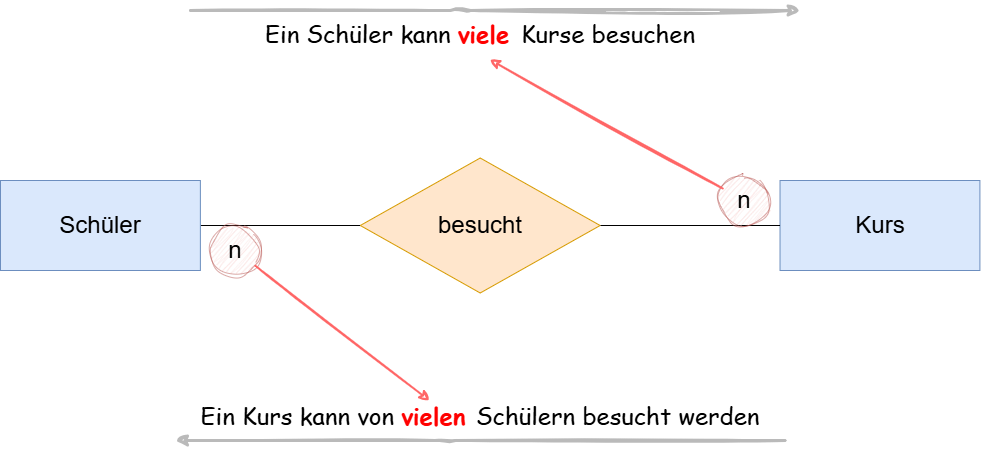 Ein Schüler kann viele Kurse besuchen
n
Schüler
besucht
Kurs
n
Ein Kurs kann von vielen Schülern besucht werden